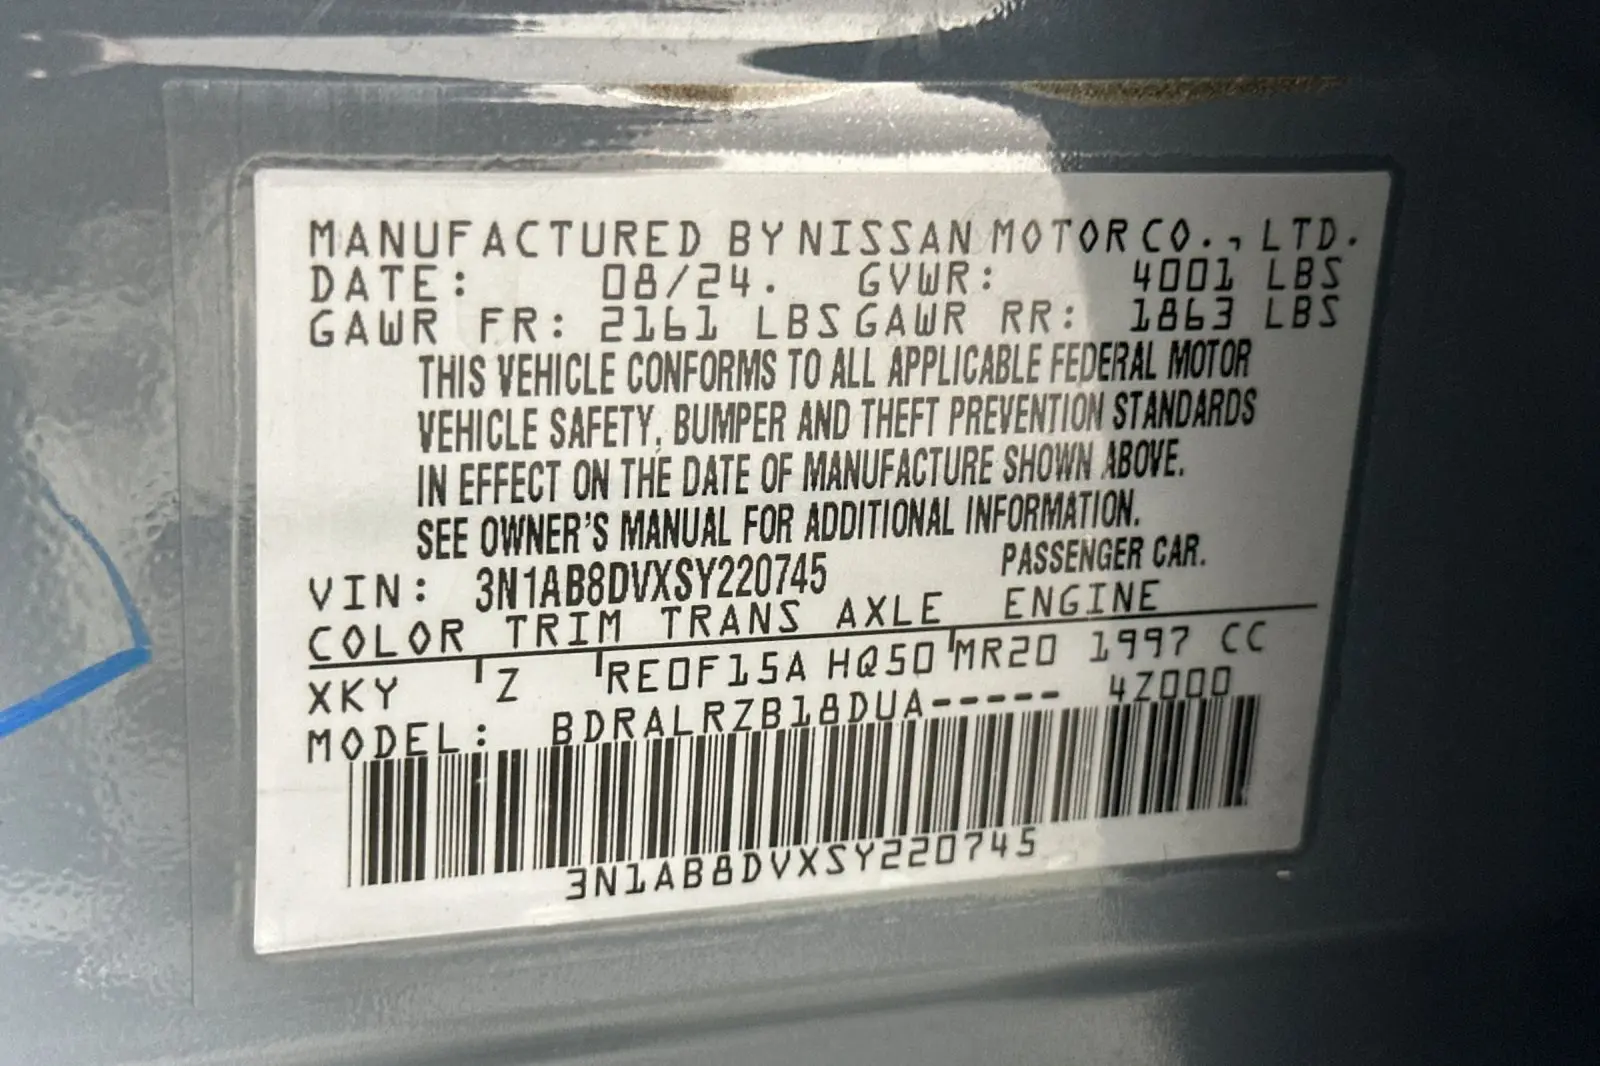 MANUFACTURED BY NISSAN MOTOR CO., LTD.
DATE: 08/24. GVWR: 4001 LBS
GAWR FR: 2161 LBS GAWR RR: 1863 LBS
THIS VEHICLE CONFORMS TO ALL APPLICABLE FEDERAL MOTOR
VEHICLE SAFETY, BUMPER AND THEFT PREVENTION STANDARDS
IN EFFECT ON THE DATE OF MANUFACTURE SHOWN ABOVE.
SEE OWNER'S MANUAL FOR ADDITIONAL INFORMATION.
VIN: 3N1AB8DVXSY220745 PASSENGER CAR.
COLOR TRIM TRANS AXLE ENGINE
XKY Z RE0F15A HQ50 MR20 1997 CC
MODEL: BDRALRZB18DUA----- 4Z000
3N1AB8DVXSY220745